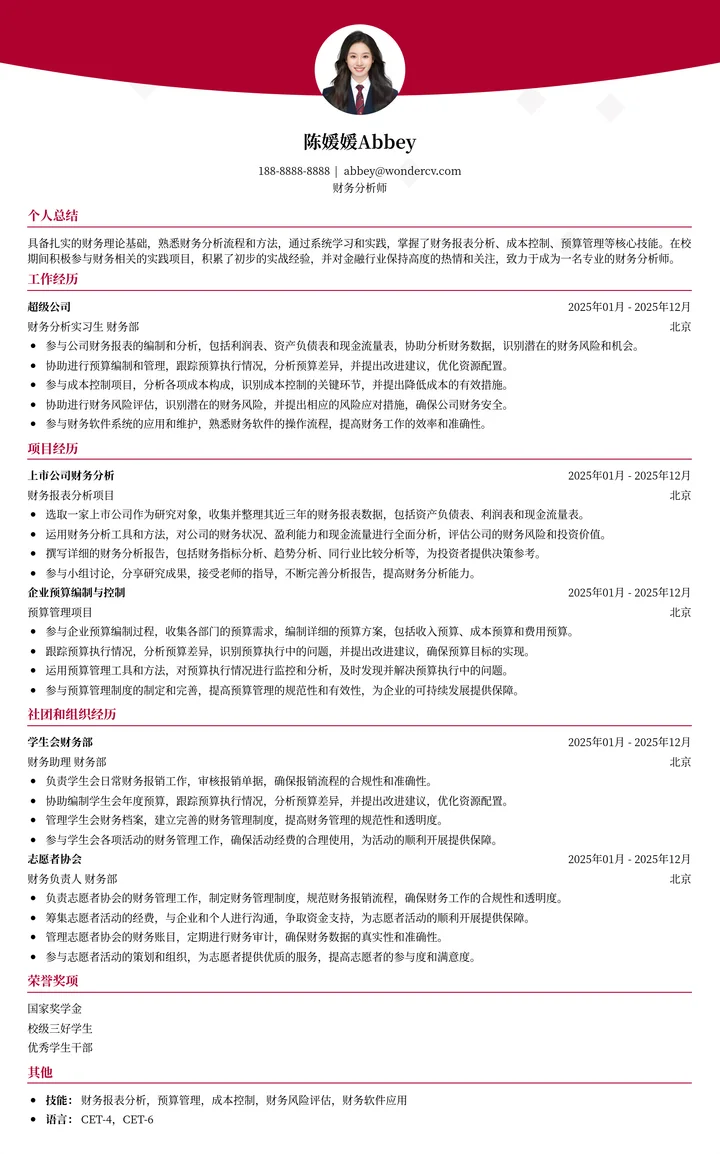 陈媛媛Abbey
188-8888-8888 | abbey@wondercv.com
财务分析师
个人总结
具备扎实的财务理论基础，熟悉财务分析流程和方法，通过系统学习和实践，掌握了财务报表分析、成本控制、预算管理等核心技能。在校
期间积极参与财务相关的实践项目，积累了初步的实战经验，并对金融行业保持高度的热情和关注，致力于成为一名专业的财务分析师。
工作经历
超级公司 2025年01月 - 2025年12月
财务分析实习生 财务部 北京
• 参与公司财务报表的编制和分析，包括利润表、资产负债表和现金流量表，协助分析财务数据，识别潜在的财务风险和机会。
• 协助进行预算编制和管理，跟踪预算执行情况，分析预算差异，并提出改进建议，优化资源配置。
• 参与成本控制项目，分析各项成本构成，识别成本控制的关键环节，并提出降低成本的有效措施。
• 协助进行财务风险评估，识别潜在的财务风险，并提出相应的风险应对措施，确保公司财务安全。
• 参与财务软件系统的应用和维护，熟悉财务软件的操作流程，提高财务工作的效率和准确性。
项目经历
上市公司财务分析 2025年01月 - 2025年12月
财务报表分析项目 北京
• 选取一家上市公司作为研究对象，收集并整理其近三年的财务报表数据，包括资产负债表、利润表和现金流量表。
• 运用财务分析工具和方法，对公司的财务状况、盈利能力和现金流量进行全面分析，评估公司的财务风险和投资价值。
• 撰写详细的财务分析报告，包括财务指标分析、趋势分析、同行业比较分析等，为投资者提供决策参考。
• 参与小组讨论，分享研究成果，接受老师的指导，不断完善分析报告，提高财务分析能力。
企业预算编制与控制 2025年01月 - 2025年12月
预算管理项目 北京
• 参与企业预算编制过程，收集各部门的预算需求，编制详细的预算方案，包括收入预算、成本预算和费用预算。
• 跟踪预算执行情况，分析预算差异，识别预算执行中的问题，并提出改进建议，确保预算目标的实现。
• 运用预算管理工具和方法，对预算执行情况进行监控和分析，及时发现并解决预算执行中的问题。
• 参与预算管理制度的制定和完善，提高预算管理的规范性和有效性，为企业的可持续发展提供保障。
社团和组织经历
学生会财务部 2025年01月 - 2025年12月
财务助理 财务部 北京
• 负责学生会日常财务报销工作，审核报销单据，确保报销流程的合规性和准确性。
• 协助编制学生会年度预算，跟踪预算执行情况，分析预算差异，并提出改进建议，优化资源配置。
• 管理学生会财务档案，建立完善的财务管理制度，提高财务管理的规范性和透明度。
• 参与学生会各项活动的财务管理工作，确保活动经费的合理使用，为活动的顺利开展提供保障。
志愿者协会 2025年01月 - 2025年12月
财务负责人 财务部 北京
• 负责志愿者协会的财务管理工作，制定财务管理制度，规范财务报销流程，确保财务工作的合规性和透明度。
• 筹集志愿者活动的经费，与企业和个人进行沟通，争取资金支持，为志愿者活动的顺利开展提供保障。
• 管理志愿者协会的财务账目，定期进行财务审计，确保财务数据的真实性和准确性。
• 参与志愿者活动的策划和组织，为志愿者提供优质的服务，提高志愿者的参与度和满意度。
荣誉奖项
国家奖学金
校级三好学生
优秀学生干部
其他
• 技能： 财务报表分析，预算管理，成本控制，财务风险评估，财务软件应用
• 语言： CET-4，CET-6